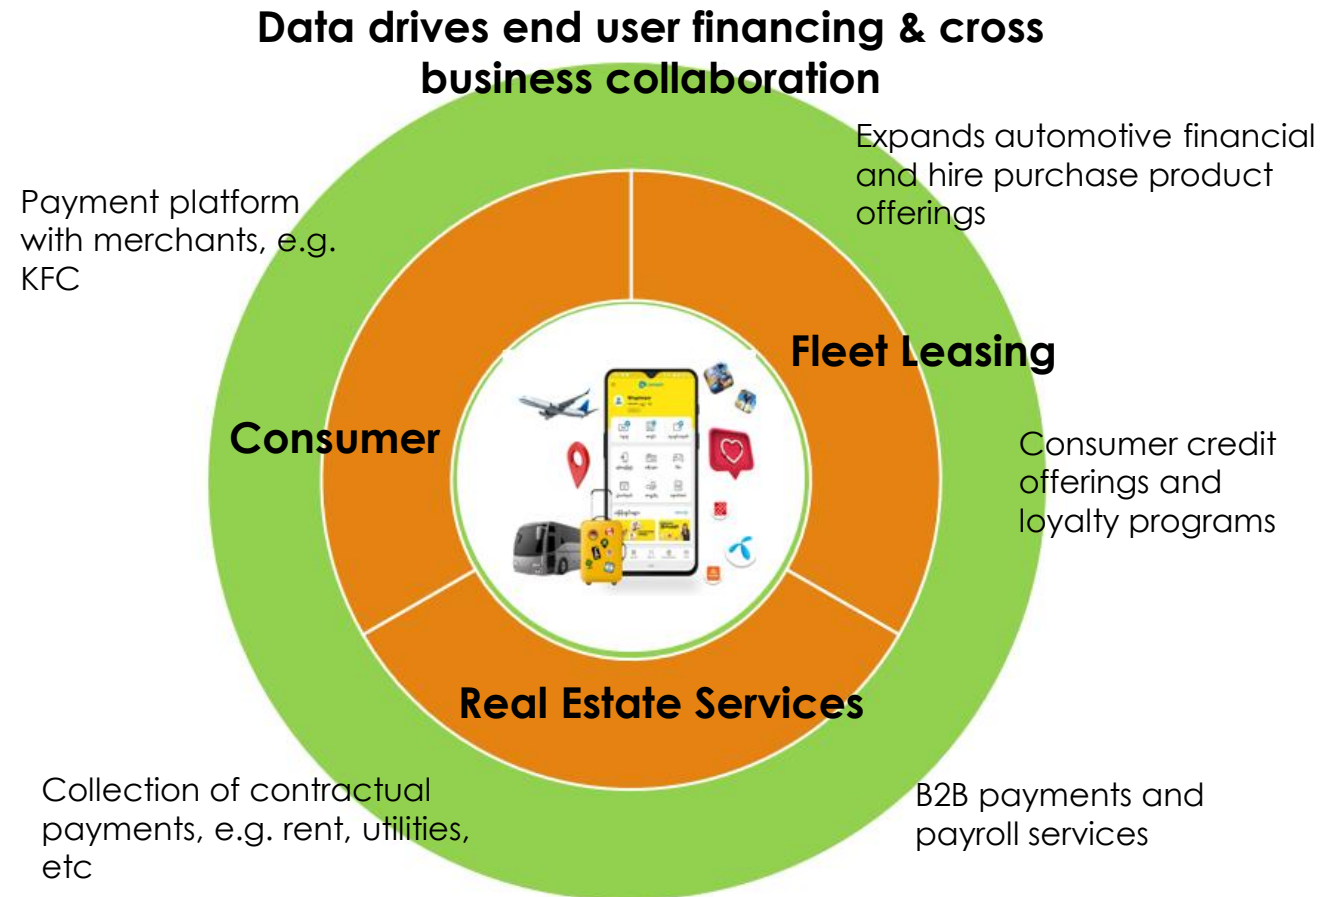 Data drives end user financing & cross
business collaboration
Expands automotive financial
and hire purchase product
offerings
Payment platform
with merchants, e.g.
KFC
Fleet Leasing
Consumer
Consumer credit
offerings and
loyalty programs
Real Estate Services
Collection of contractual
payments, e.g. rent, utilities,
etc
B2B payments and
payroll services